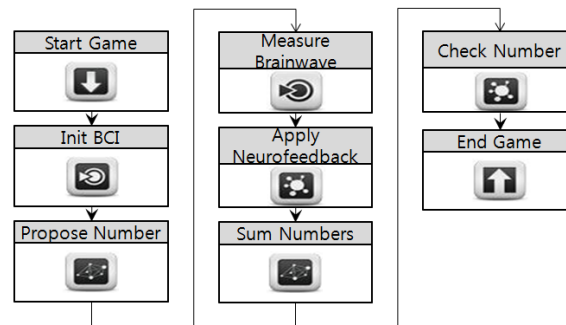 Start Game
Init BCI
Propose Number
Measure
Brainwave
Apply
Neurofeedback
Sum Numbers
Check Number
End Game